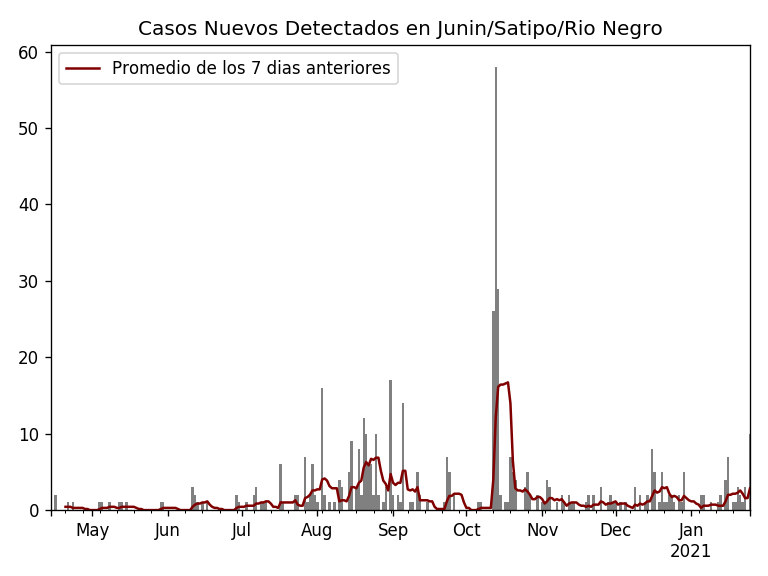 Casos Nuevos Detectados en Junin/Satipo/Rio Negro
Promedio de los 7 dias anteriores
60
50
40
30
20
10
0
May Jun Jul Aug Sep Oct Nov Dec Jan
2021